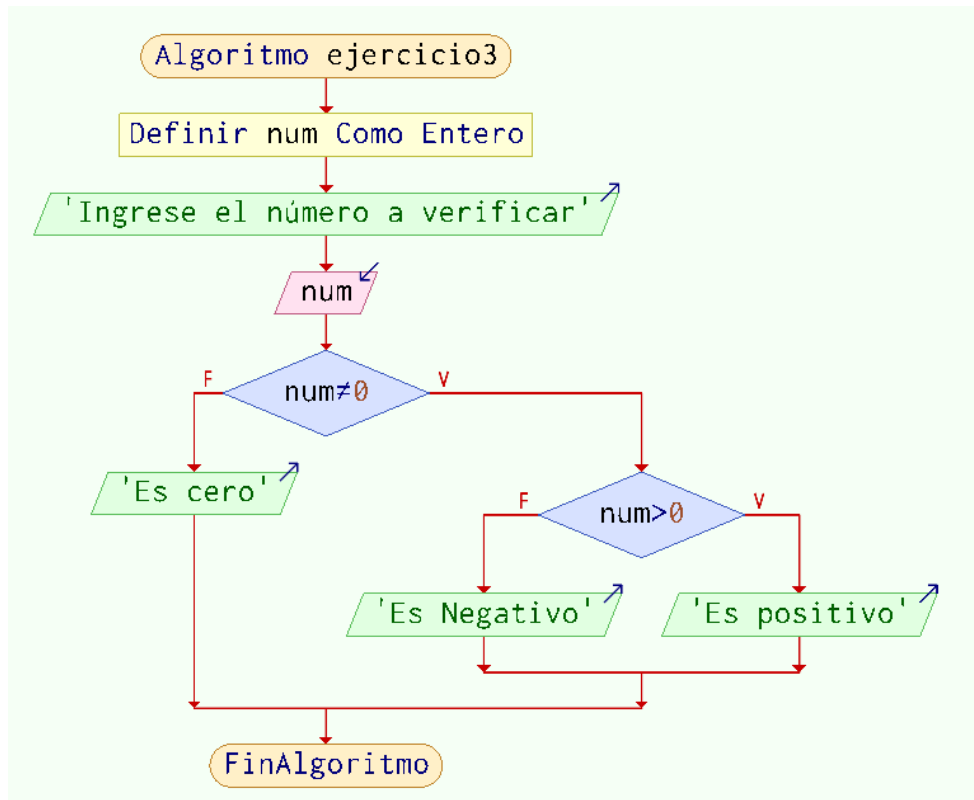 Algoritmo ejercicio3
Definir num Como Entero
'Ingrese el número a verificar'
num
F
num≠0
V
'Es cero'
F
num>0
V
'Es Negativo'
'Es positivo'
FinAlgoritmo